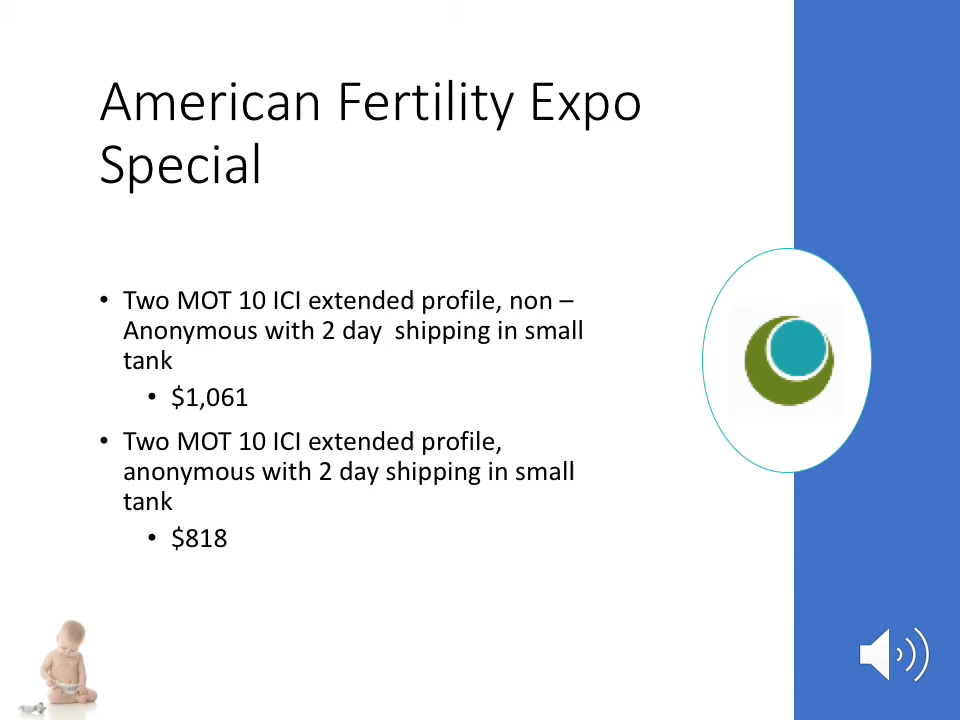 American Fertility Expo
Special
• Two MOT 10 ICI extended profile, non –
Anonymous with 2 day  shipping in small
tank
• $1,061
• Two MOT 10 ICI extended profile,
anonymous with 2 day shipping in small
tank
• $818